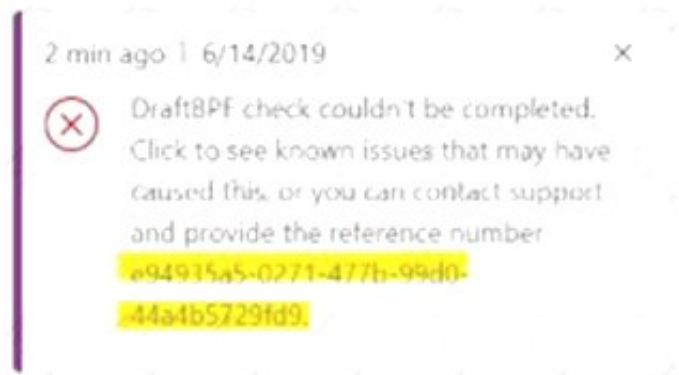 2 min ago | 6/14/2019
DraftBPF check couldn't be completed.
Click to see known issues that may have
caused this, or you can contact support
and provide the reference number
e94935a5-0271-477b-99d0-
44a4b5729fd9.